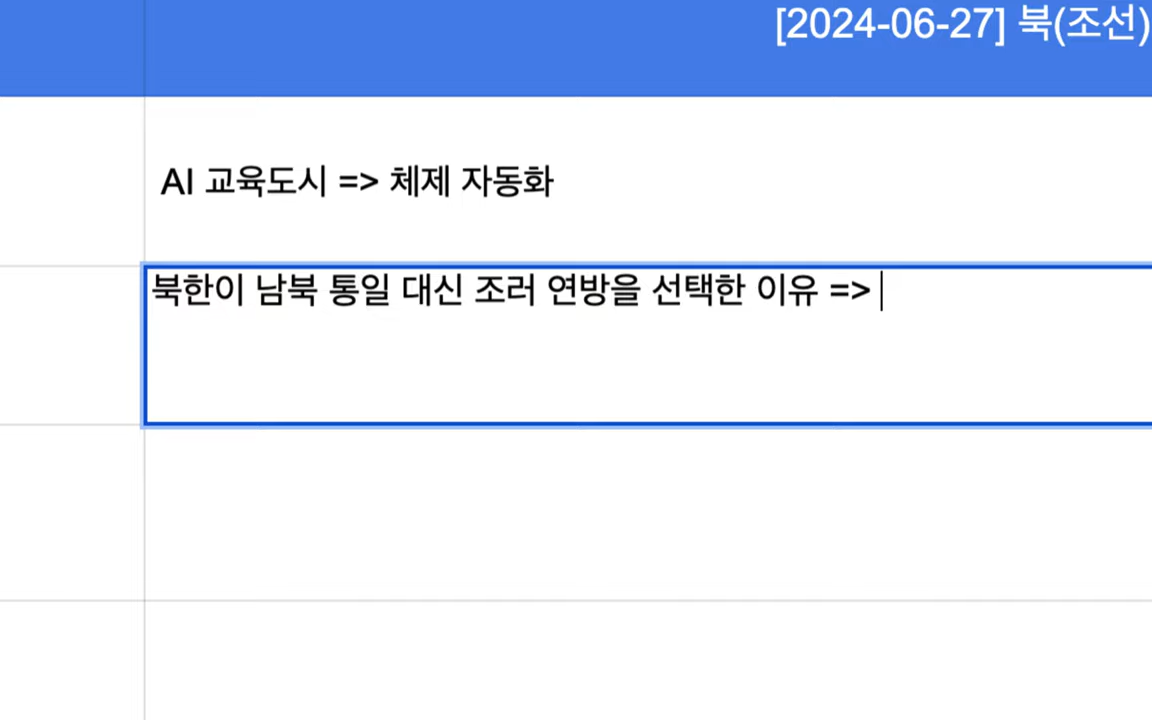 [2024-06-27] 북(조선)
AI 교육도시 => 체제 자동화
북한이 남북 통일 대신 조러 연방을 선택한 이유 =>